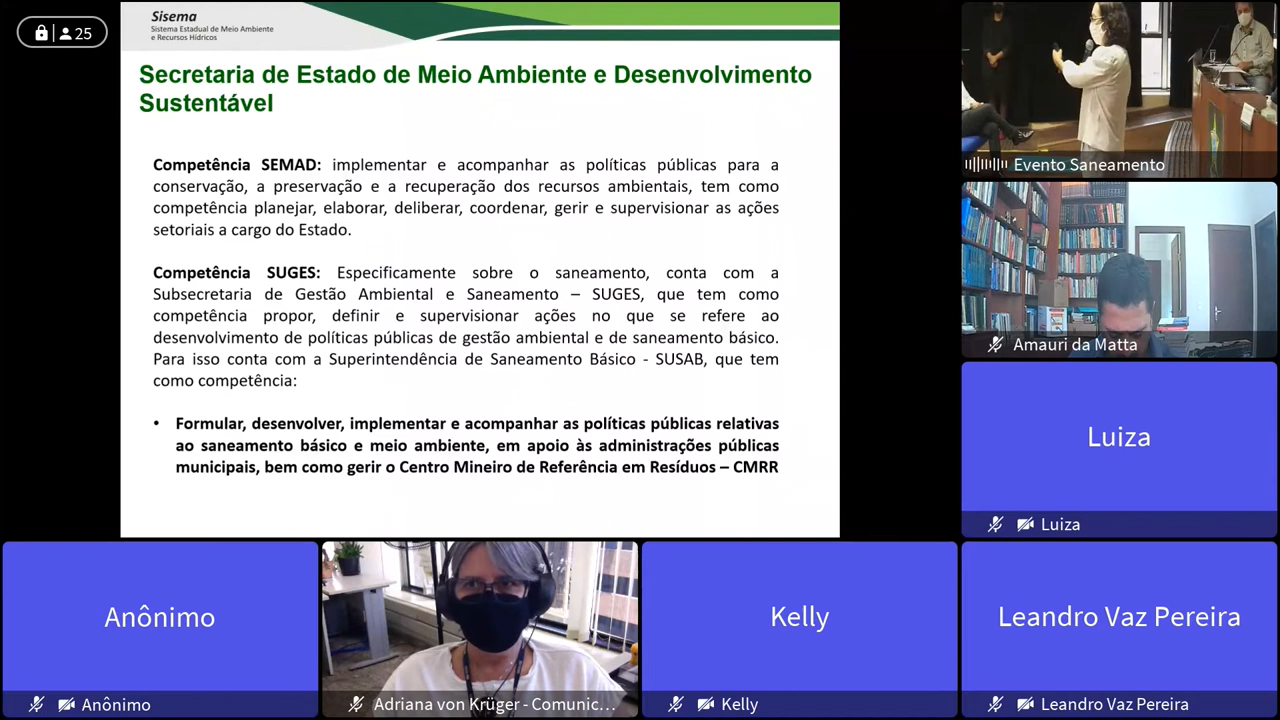 25
Sisema
Sistema Estadual de Meio Ambiente
e Recursos Hídricos
Secretaria de Estado de Meio Ambiente e Desenvolvimento
Sustentável
Competência SEMAD: implementar e acompanhar as políticas públicas para a
conservação, a preservação e a recuperação dos recursos ambientais, tem como
competência planejar, elaborar, deliberar, coordenar, gerir e supervisionar as ações
setoriais a cargo do Estado.
Competência SUGES: Especificamente sobre o saneamento, conta com a
Subsecretaria de Gestão Ambiental e Saneamento – SUGES, que tem como
competência propor, definir e supervisionar ações no que se refere ao
desenvolvimento de políticas públicas de gestão ambiental e de saneamento básico.
Para isso conta com a Superintendência de Saneamento Básico - SUSAB, que tem
como competência:
• Formular, desenvolver, implementar e acompanhar as políticas públicas relativas
ao saneamento básico e meio ambiente, em apoio às administrações públicas
municipais, bem como gerir o Centro Mineiro de Referência em Resíduos – CMRR
Evento Saneamento
Amauri da Matta
Luiza
Luiza
Anônimo
Anônimo
Adriana von Krüger - Comunic...
Kelly
Kelly
Leandro Vaz Pereira
Leandro Vaz Pereira